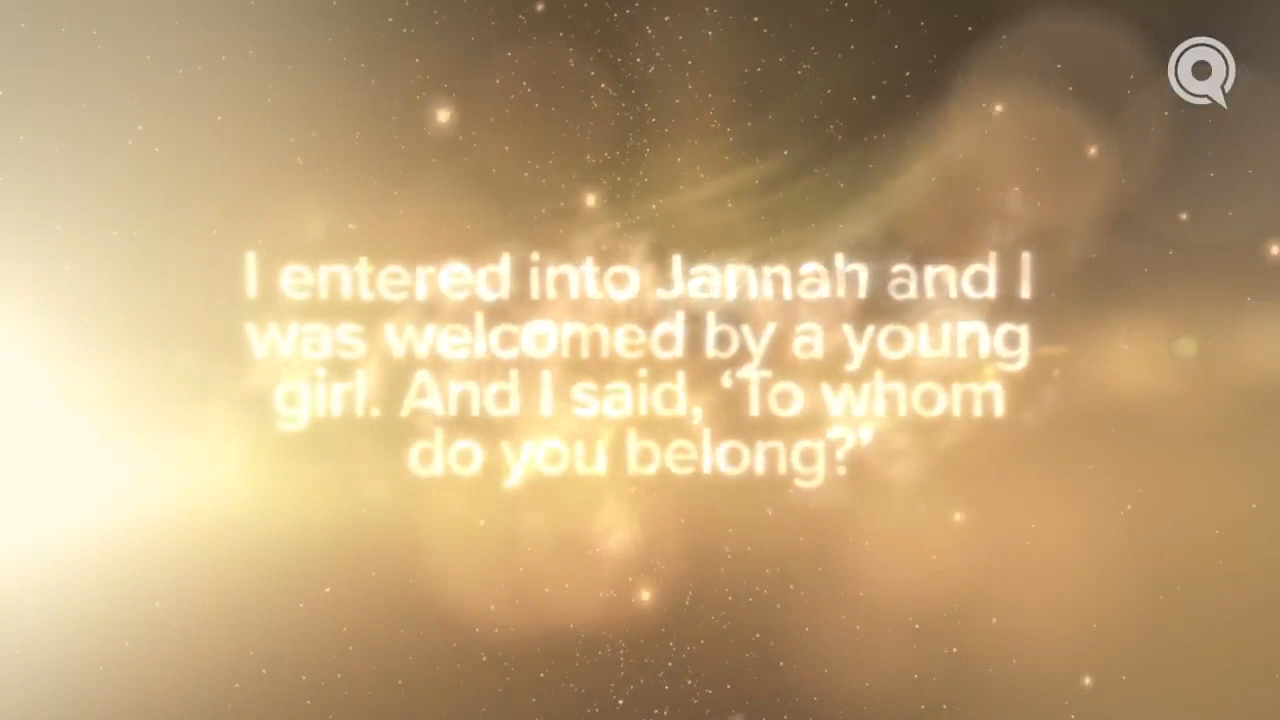 I entered into Jannah and I
was welcomed by a young
girl. And I said, ‘To whom
do you belong?’